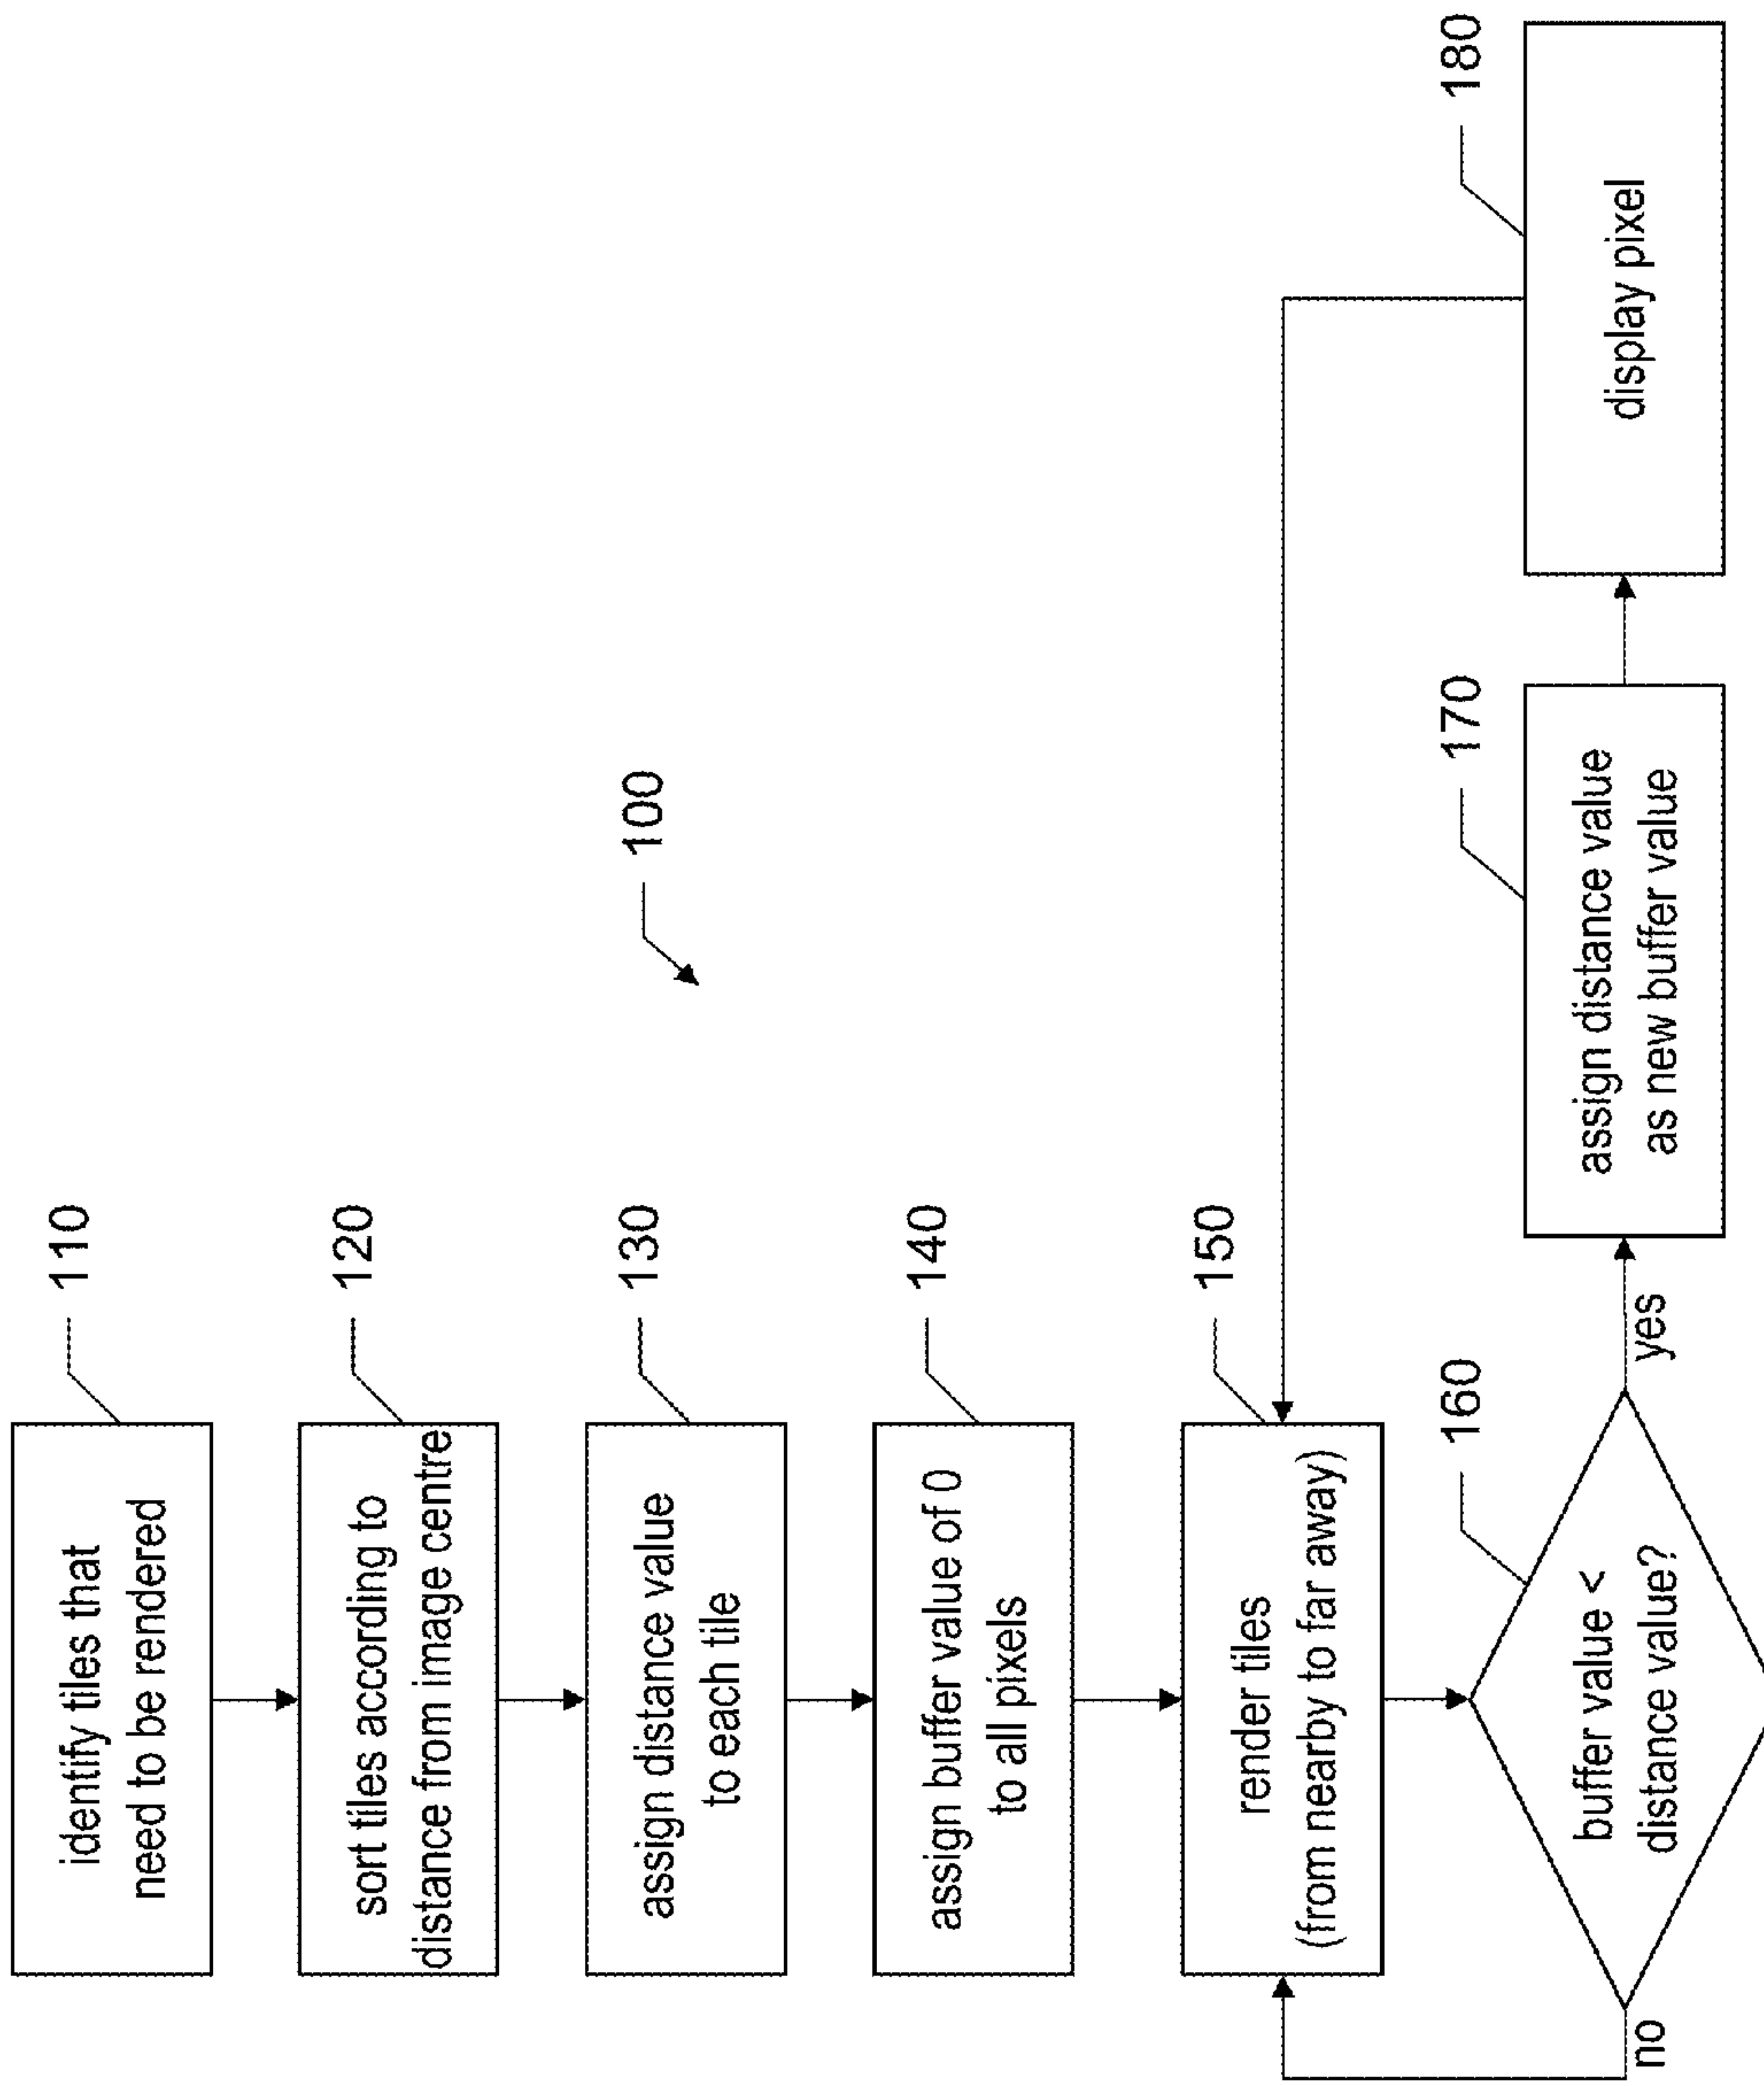 110
identify tiles that
need to be rendered
120
sort tiles according to
distance from image centre
130
assign distance value
to each tile
100
140
assign buffer value of 0
to all pixels
150
render tiles
(from nearby to far away)
160
buffer value <
distance value?
no
yes
170
assign distance value
as new buffer value
180
display pixel